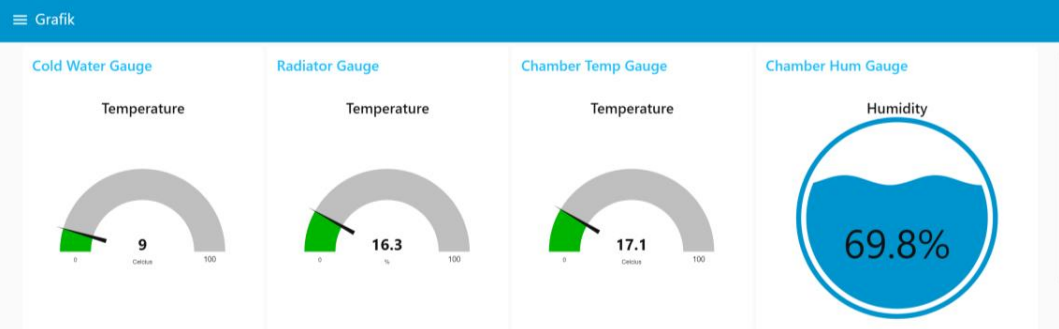 Grafik
Cold Water Gauge
Temperature
9
0
Celcius
100
Radiator Gauge
Temperature
16.3
0
%
100
Chamber Temp Gauge
Temperature
17.1
0
Celcius
100
Chamber Hum Gauge
Humidity
69.8%